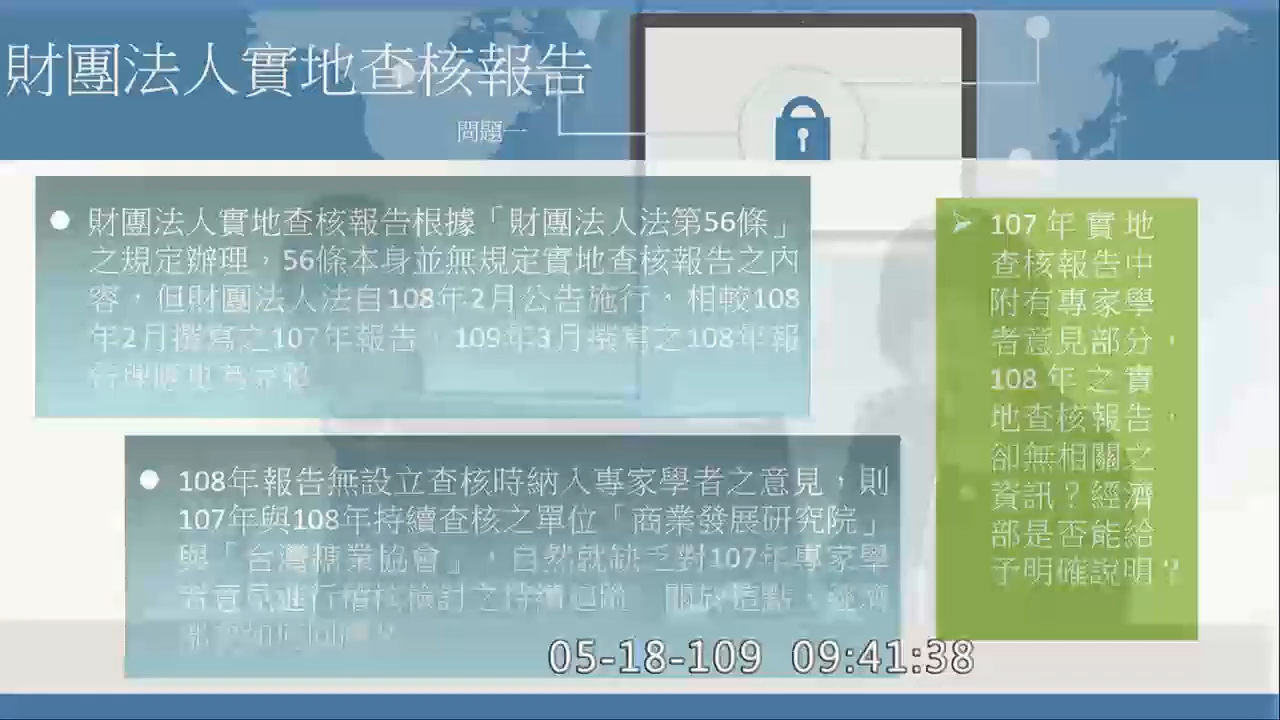 財團法人實地查核報告
問題一
財團法人實地查核報告根據「財團法人法第56條」
之規定辦理，56條本身並無規定實地查核報告之內
容，但財團法人法自108年2月公告施行，相較108
年2月撰寫之107年報告，109年3月撰寫之108年報
108年報告無設立查核時納入專家學者之意見，則
107年與108年持續查核之單位「商業發展研究院」
與「台灣糖業協會」，自然就缺乏對107年專家學
107年實地
查核報告中
附有專家學
者意見部分，
108年之實
地查核報告，
卻無相關之
資訊？經濟
部是否能給
予明確說明？
05-18-109 09:41:38